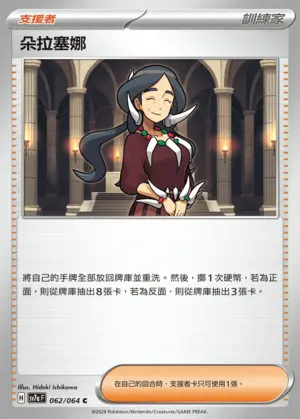 支援者
訓練家
朵拉塞娜
將自己的手牌全部放回牌庫並重洗。然後，擲1次硬幣，若為正
面，則從牌庫抽出8張卡。若為反面，則從牌庫抽出3張卡。
Illus. Hideki Ishikawa
H SV7a F 062/064 C
在自己的回合時，支援者卡只可使用1張。
©2024 Pokémon/Nintendo/Creatures/GAME FREAK.